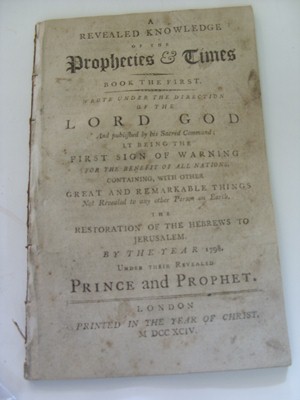 A
REVEALED KNOWLEDGE
OF THE
Prophecies & Times
BOOK THE FIRST.
WROTE UNDER THE DIRECTION
OF THE
LORD GOD
And published by his Sacred Command;
IT BEING THE
FIRST SIGN OF WARNING
FOR THE BENEFIT OF ALL NATIONS.
CONTAINING, WITH OTHER
GREAT AND REMARKABLE THINGS
Not Revealed to any other Person on Earth,
THE
RESTORATION OF THE HEBREWS TO
JERUSALEM,
BY THE YEAR 1798,
UNDER THEIR REVEALED
PRINCE and PROPHET.
LONDON
PRINTED IN THE YEAR OF CHRIST,
M DCC XCIV.